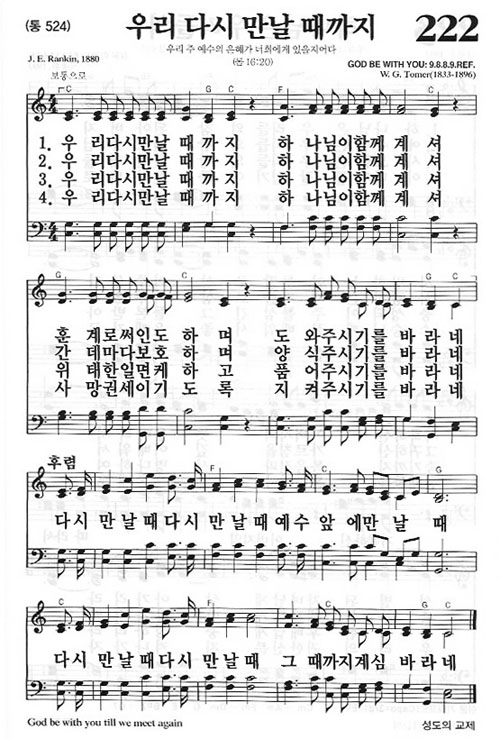 (통 524)
우리 다시 만날 때까지
222
우리 주 예수의 은혜가 너희에게 있을지어다
(롬 16:20)
J. E. Rankin, 1880
GOD BE WITH YOU: 9.8.8.9.REF.
W. G. Tomer(1833-1896)
보통으로
C G C F C
1. 우 리다시만날 때 까 지 하 나님이함께 계 셔
2. 우 리다시만날 때 까 지 하 나님이함께 계 셔
3. 우 리다시만날 때 까 지 하 나님이함께 계 셔
4. 우 리다시만날 때 까 지 하 나님이함께 계 셔
G C G C
훈 계로써인도 하 며 도 와주시기를 바 라 네
간 데마다보호 하 며 양 식주시기를 바 라 네
위 태한일면케 하 고 품 어주시기를 바 라 네
사 망권세이기 도 록 지 켜주시기를 바 라 네
후렴
C F C G
다시 만 날 때 다시 만 날 때 예수 앞 에만 날 때
C F C G C
다시 만 날 때 다시 만 날 때 그 때까지계심 바라네
God be with you till we meet again
성도의 교제